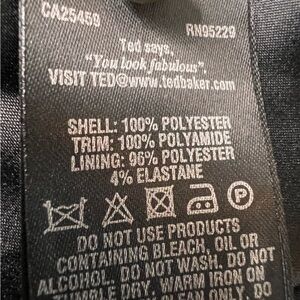 CA25459 RN95229
Ted says,
"You look fabulous".
VISIT TED@www.tedbaker.com
SHELL: 100% POLYESTER
TRIM: 100% POLYAMIDE
LINING: 96% POLYESTER
4% ELASTANE
P
DO NOT USE PRODUCTS
CONTAINING BLEACH, OIL OR
ALCOHOL. DO NOT WASH. DO NOT
TUMBLE DRY. WARM IRON ON